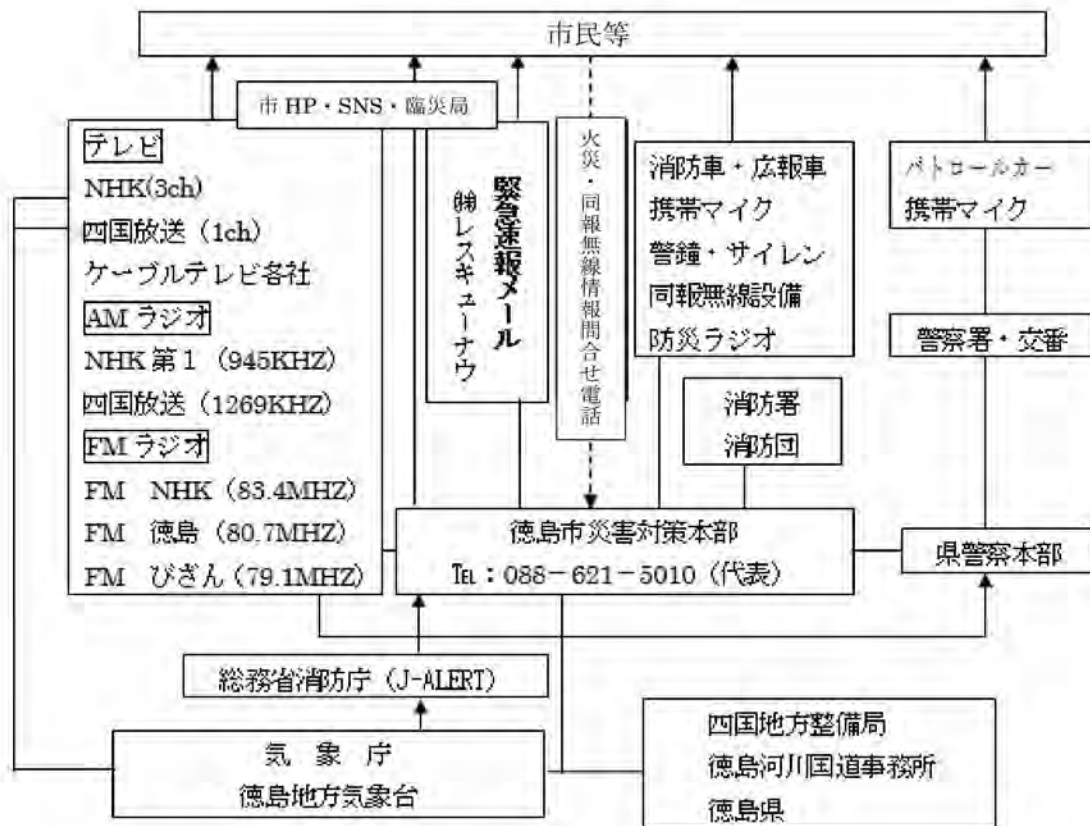 市民等
市 HP・SNS・臨災局
テレビ
NHK(3ch)
四国放送（1ch）
ケーブルテレビ各社
AM ラジオ
NHK 第１（945KHZ）
四国放送（1269KHZ）
FM ラジオ
FM　NHK（83.4MHZ）
FM　徳島（80.7MHZ）
FM　びざん（79.1MHZ）
緊急速報メール
㈱レスキューナウ
火災・同報無線情報問合せ電話
消防車・広報車
携帯マイク
警鐘・サイレン
同報無線設備
防災ラジオ
パトロールカー
携帯マイク
警察署・交番
消防署
消防団
徳島市災害対策本部
℡：088－621－5010（代表）
県警察本部
総務省消防庁（J-ALERT）
気　象　庁
徳島地方気象台
四国地方整備局
徳島河川国道事務所
徳島県